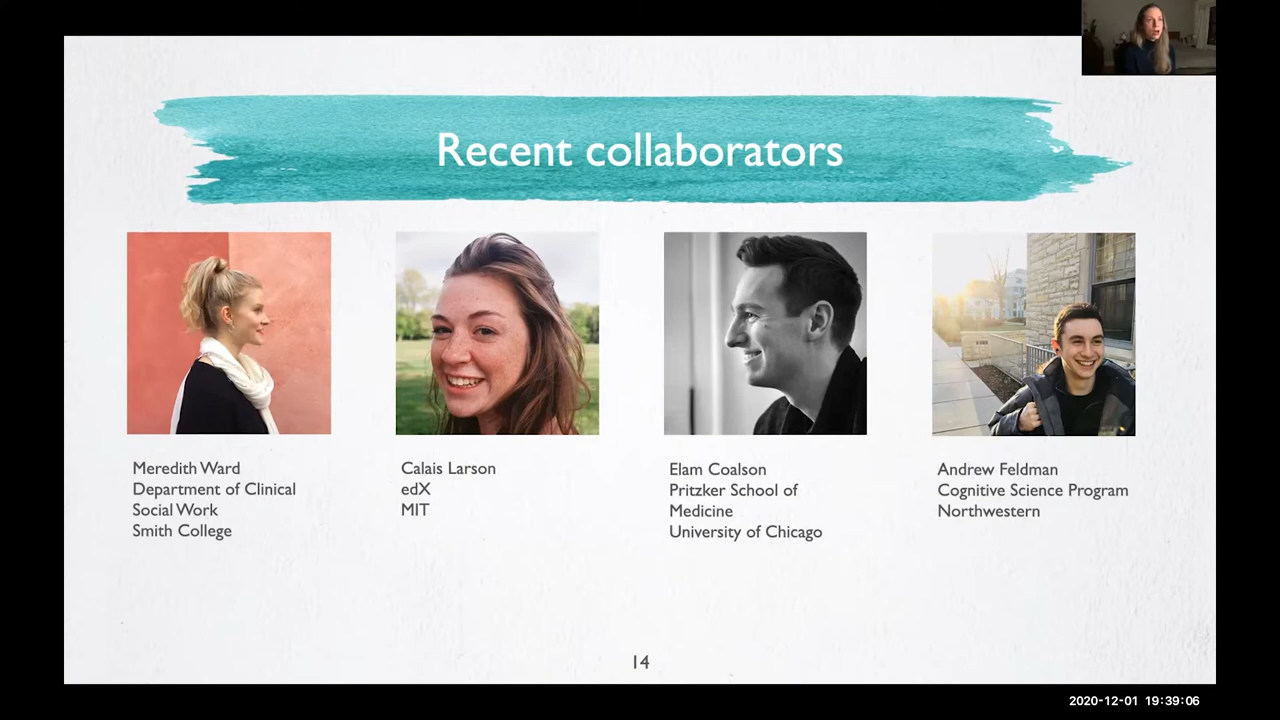 Recent collaborators
Meredith Ward
Department of Clinical
Social Work
Smith College
Calais Larson
edX
MIT
Elam Coalson
Pritzker School of
Medicine
University of Chicago
Andrew Feldman
Cognitive Science Program
Northwestern
14
2020-12-01 19:39:06